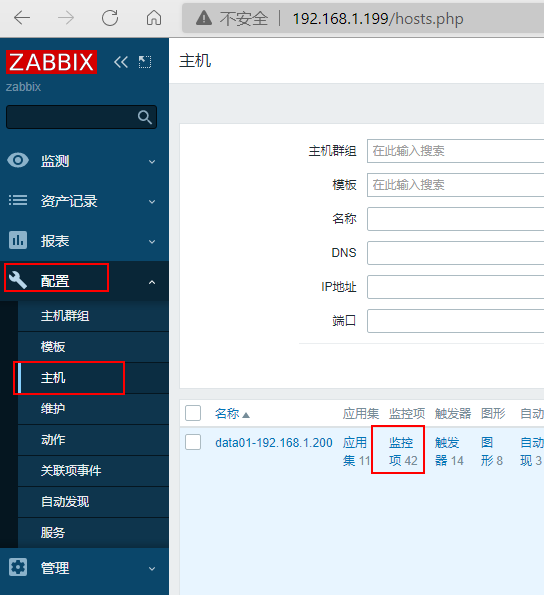 不安全 | 192.168.1.199/hosts.php
ZABBIX
zabbix
监测
资产记录
报表
配置
主机群组
模板
主机
维护
动作
关联项事件
自动发现
服务
管理
主机
主机群组 在此输入搜索
模板 在此输入搜索
名称
DNS
IP地址
端口
名称 应用集 监控项 触发器 图形 自动
data01-192.168.1.200 应用 监控 触发 图 自动
集 11 项 42 器 14 形 8 现 3